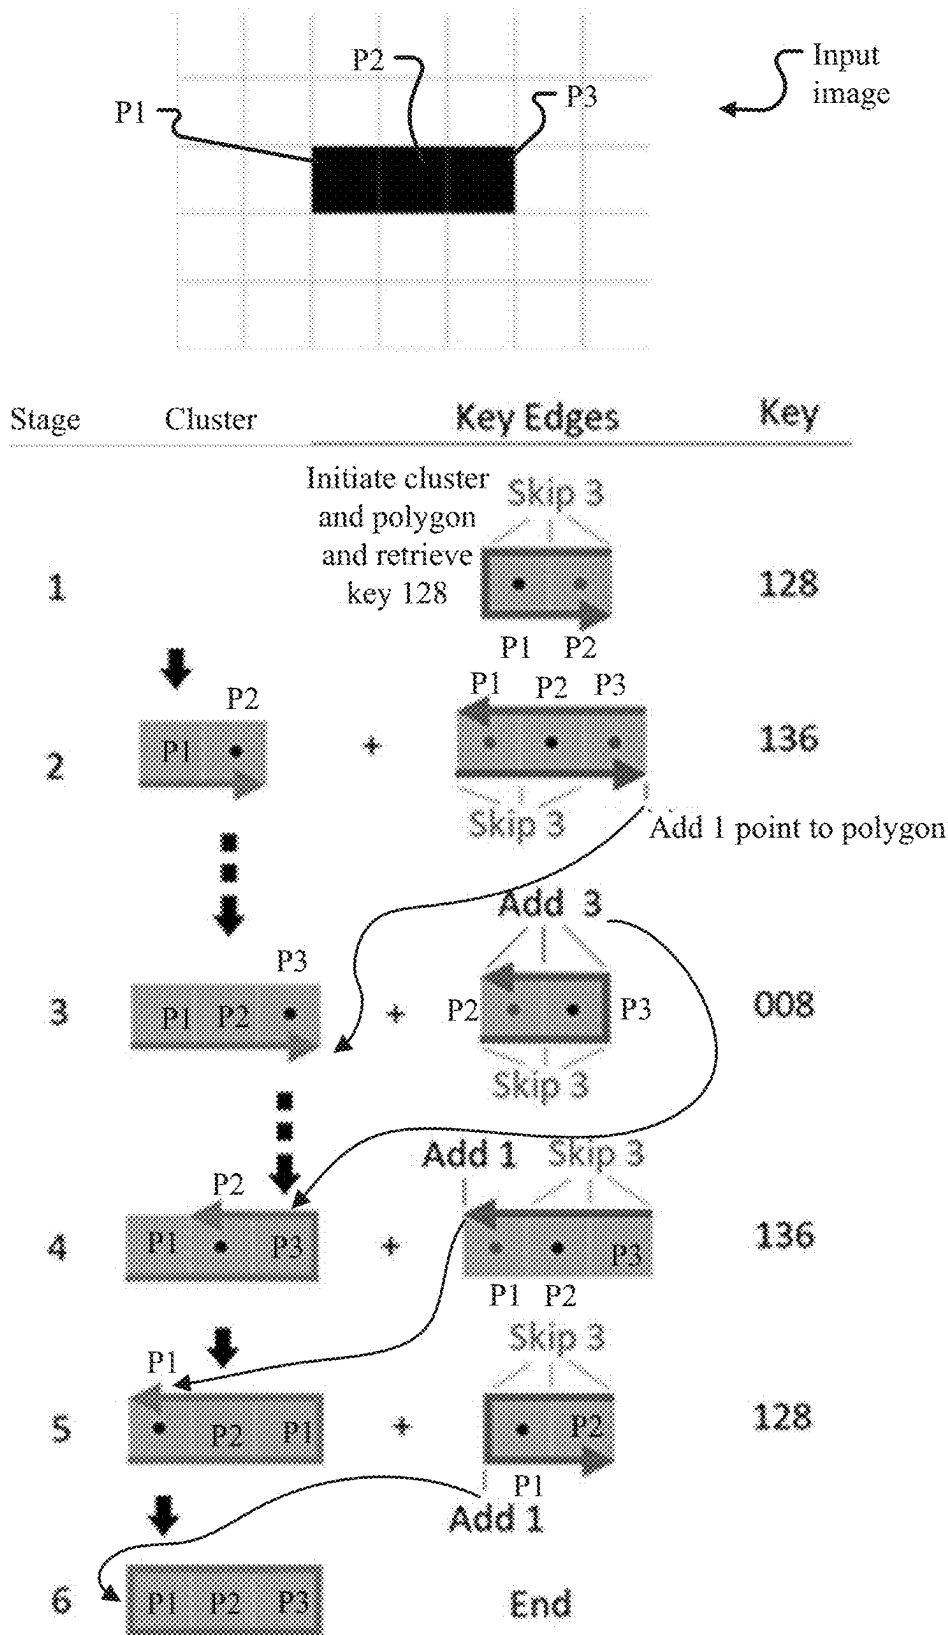 P2
Input
image
P3
P1
Stage Cluster Key Edges Key
Initiate cluster
and polygon
and retrieve
key 128
Skip 3
1
128
P1 P2
P2
P1 P2 P3
2
P1
+
136
Skip 3
Add 1 point to polygon
Add 3
P3
3
P1 P2
+
P2
P3
008
Skip 3
Add 1 Skip 3
P2
4
P1 P3
+
P3
136
P1 P2
Skip 3
P1
5
P2 P1
+
P2
128
P1
Add 1
6
P1 P2 P3
End